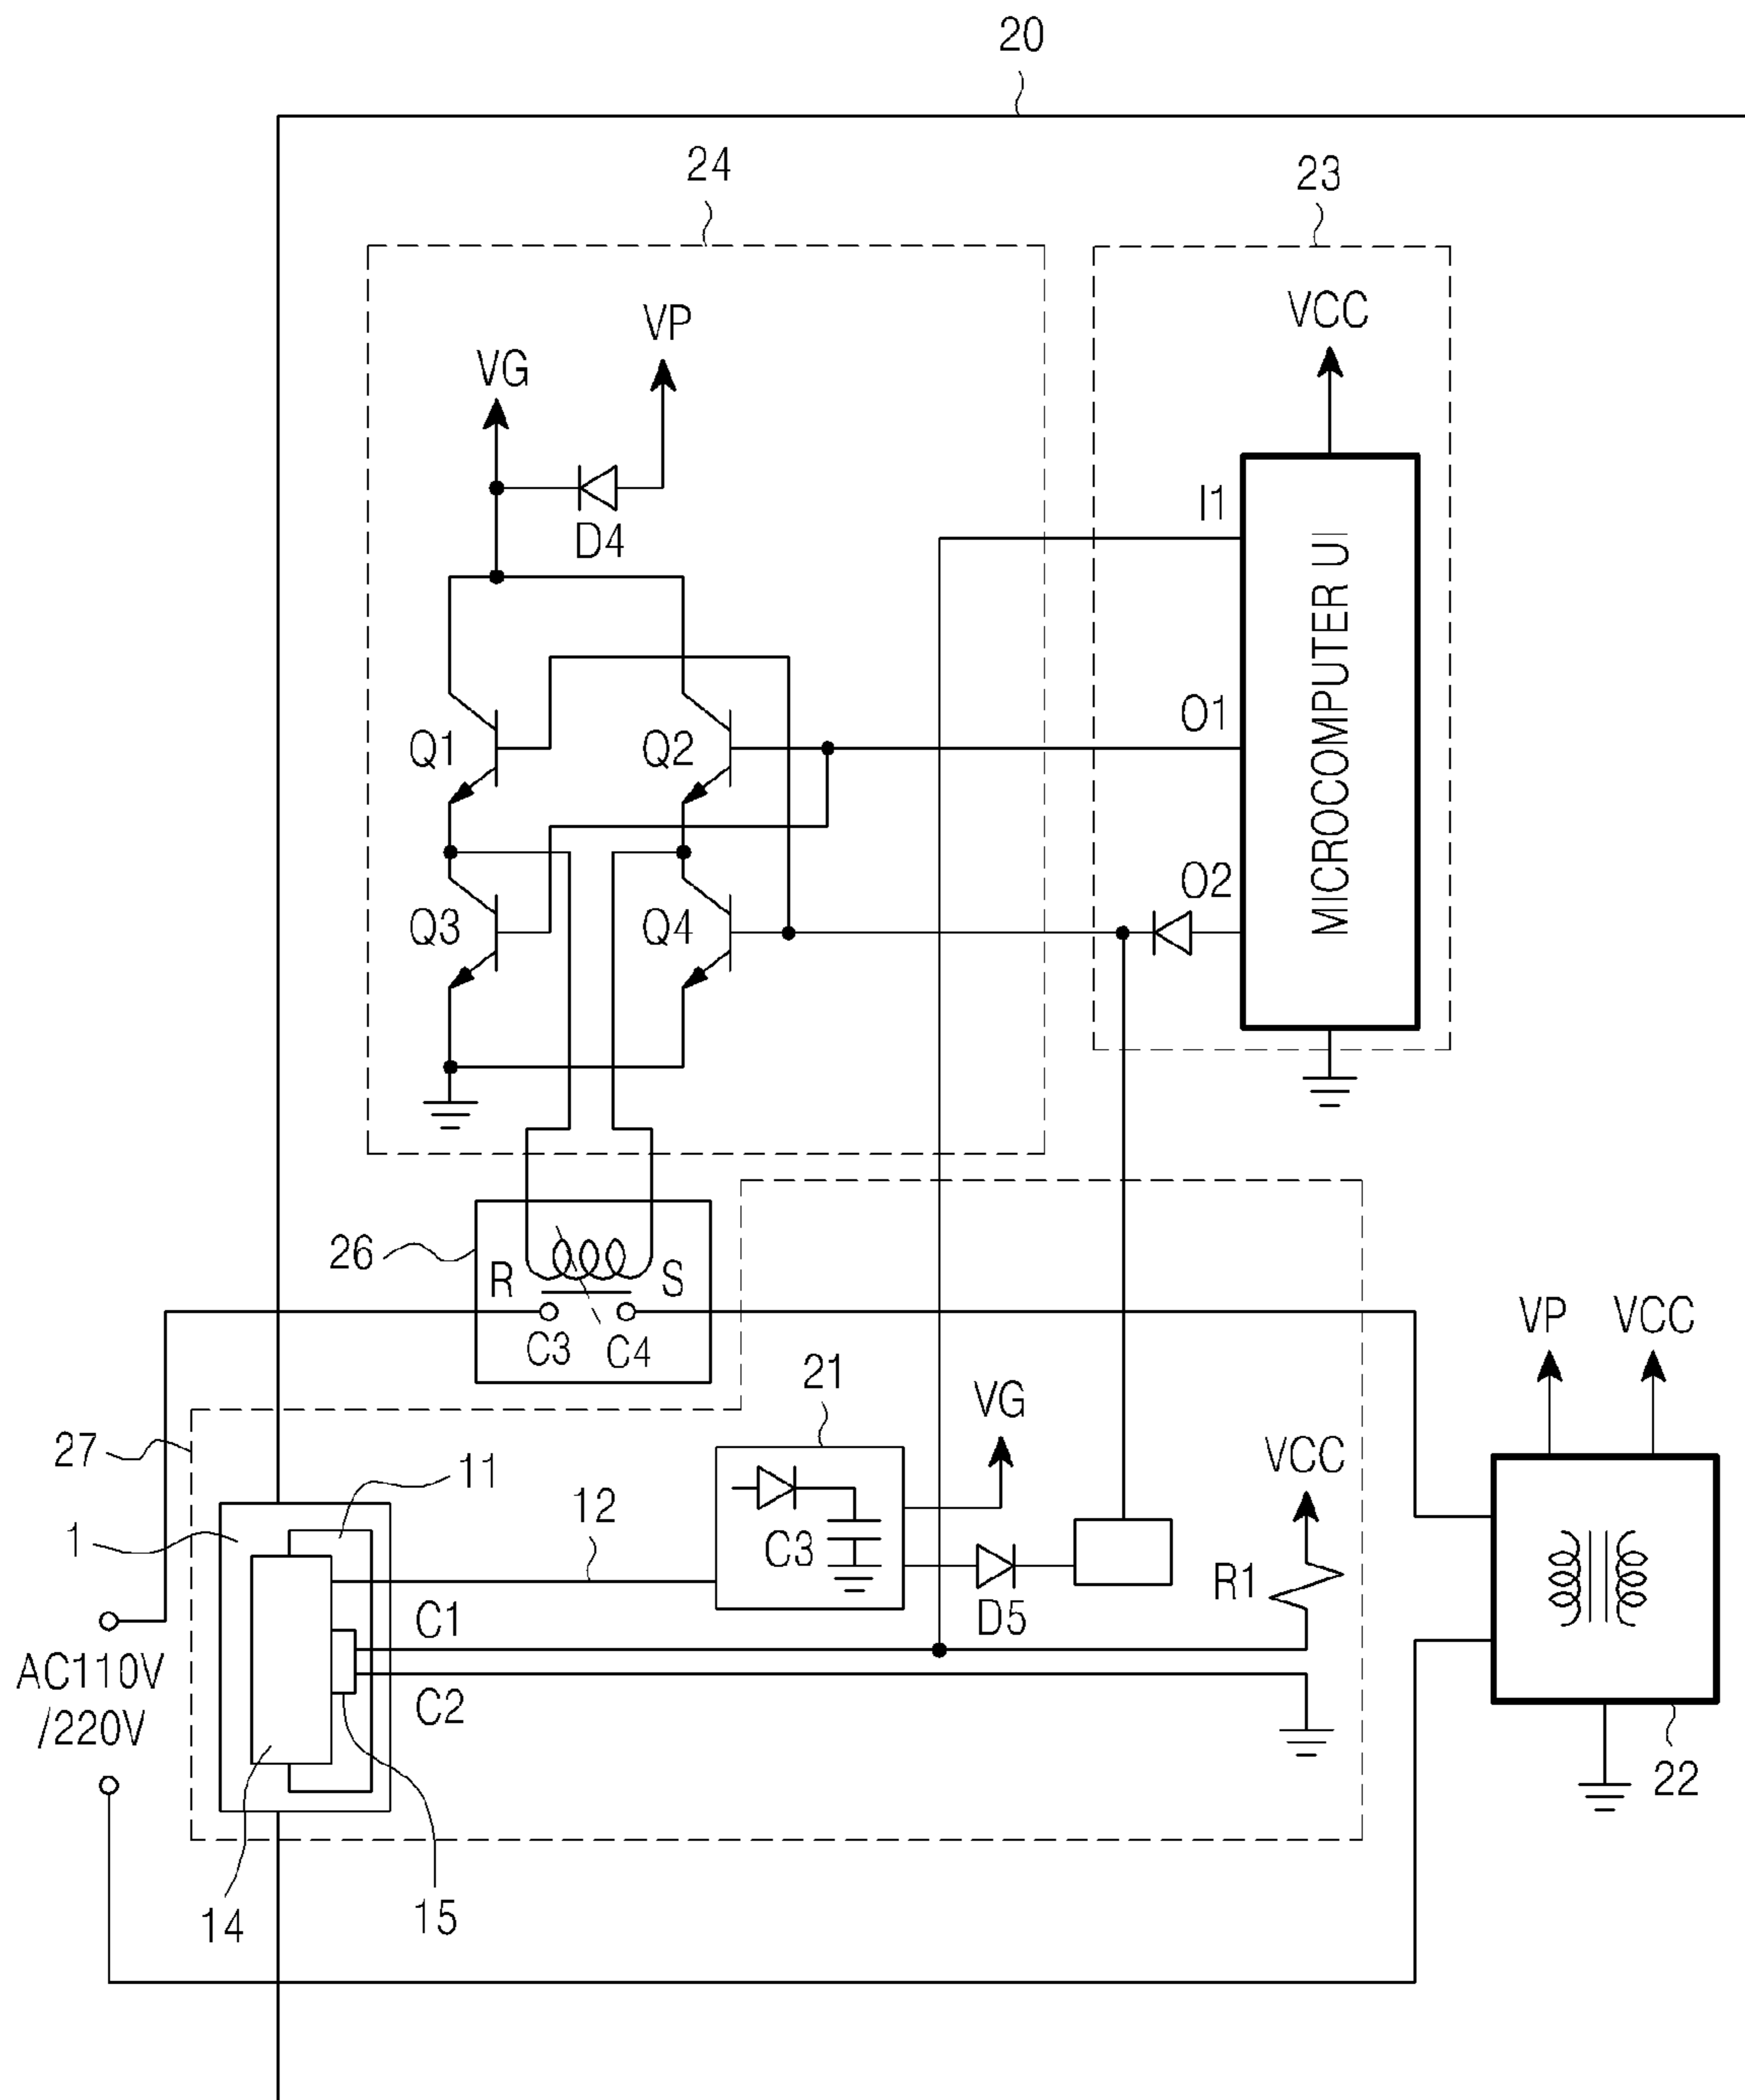 20
24
23
VP
VG
VCC
D4
I1
MICROCOMPUTER UI
O1
Q1
Q2
O2
Q3
Q4
26
R
S
C3
C4
VP
VCC
21
VG
27
11
VCC
12
1
C3
R1
C1
D5
AC110V
/220V
C2
22
14
15